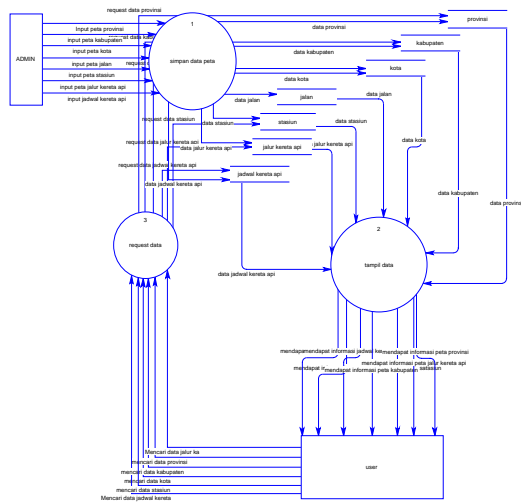 request data provinsi
provinsi
data provinsi
Input peta provinsi
1
request data
input peta kabupaten
data kabupaten
kabupaten
input peta kota
ADMIN
simpan data peta
input peta jalan
kota
input peta stasiun
data kota
input peta jalur kereta api
data jalan
jalan
data jalan
input jadwal kereta api
request data stasiun
data stasiun
stasiun
data stasiun
request data jalur kereta api
data jalur kereta api
jalur kereta api
jalur kereta api
data kota
request data jadwal kereta api
jadwal kereta api
data jadwal kereta api
data kabupaten
data provinsi
3
request data
2
tampil data
data jadwal kereta api
mendapat informasi jadwal
mendapat informasi peta provinsi
mendapat informasi peta jalur kereta api
mendapat informasi peta kabupaten
user
Mencari data jalur ka
mencari data provinsi
mencari data kabupaten
mencari data kota
mencari data stasiun
Mencari data jadwal kereta